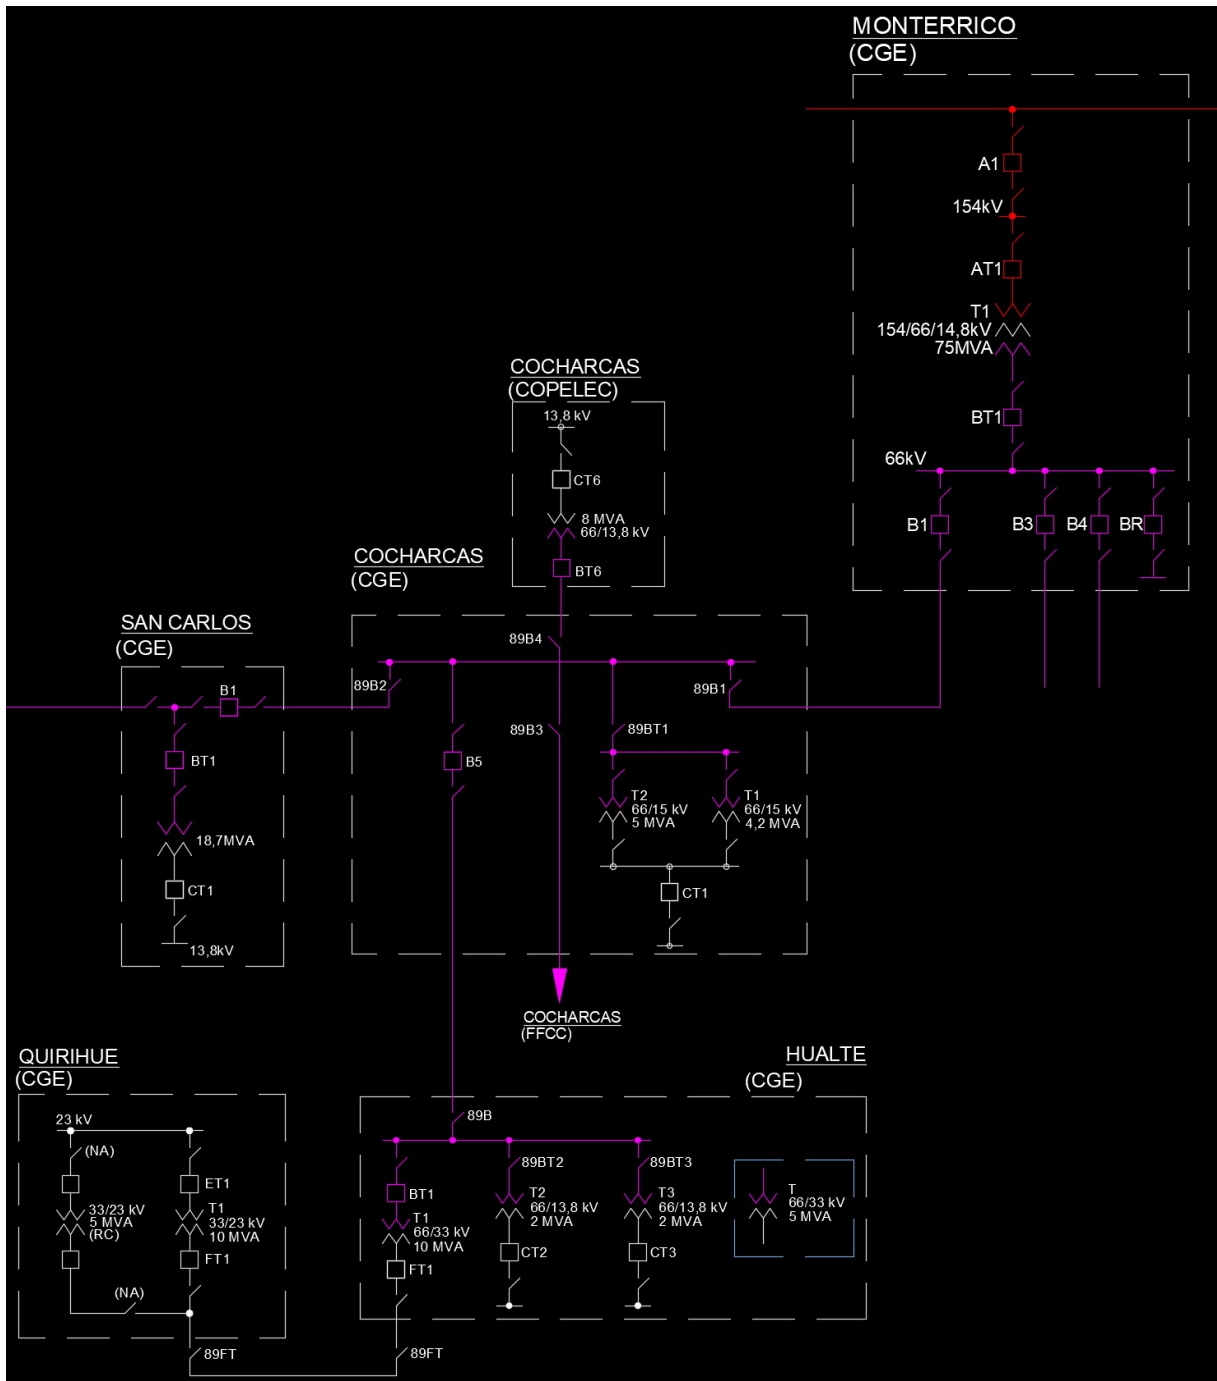 MONTERRICO
(CGE)
A1
154kV
AT1
T1
154/66/14,8kV
75MVA
BT1
66kV
B1
B3
B4
BR
COCHARCAS
(COPELEC)
13,8 kV
CT6
8 MVA
66/13,8 kV
BT6
COCHARCAS
(CGE)
89B4
89B2
89B1
89B3
89BT1
B5
T2
66/15 kV
5 MVA
T1
66/15 kV
4,2 MVA
CT1
COCHARCAS
(FFCC)
SAN CARLOS
(CGE)
B1
BT1
18,7MVA
CT1
13,8kV
QUIRIHUE
(CGE)
23 kV
(NA)
ET1
33/23 kV
5 MVA
(RC)
T1
33/23 kV
10 MVA
FT1
(NA)
89FT
HUALTE
(CGE)
89B
89BT2
89BT3
BT1
T1
66/33 kV
10 MVA
FT1
T2
66/13,8 kV
2 MVA
CT2
T3
66/13,8 kV
2 MVA
CT3
T
66/33 kV
5 MVA
89FT